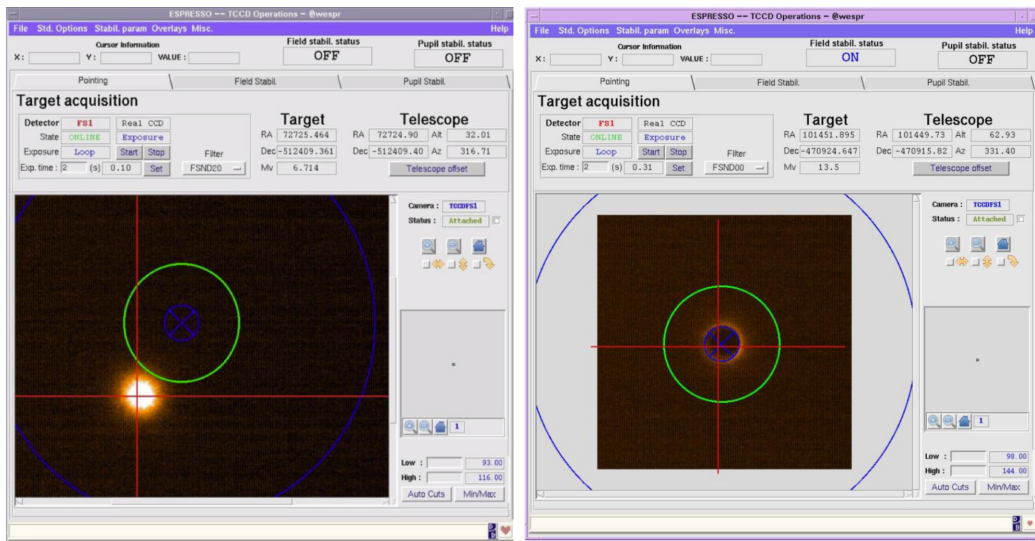 ESPRESSO -- TCCD Operations - @wespr
File Std. Options Stabil. param Overlays Misc. Help
Cursor Information
X: Y: VALUE:
Field stabil. status
OFF
Pupil stabil. status
OFF
Pointing Field Stabil. Pupil Stabil.
Target acquisition
Detector FS1 Real CCD
State ONLINE Exposure
Exposure Loop Start Stop
Exp. time: 2 (s) 0.10 Set
Filter
FSND20
Target
RA 72725.464
Dec -512409.361
Mv 6.714
Telescope
RA 72724.90 Alt 32.01
Dec -512409.40 Az 316.71
Telescope offset
Camera: TCCDFS1
Status: Attached
1
Low: 93.00
High: 116.00
Auto Cuts Min/Max
ESPRESSO -- TCCD Operations - @wespr
File Std. Options Stabil. param Overlays Misc. Help
Cursor Information
X: Y: VALUE:
Field stabil. status
ON
Pupil stabil. status
OFF
Pointing Field Stabil. Pupil Stabil.
Target acquisition
Detector FS1 Real CCD
State ONLINE Exposure
Exposure Loop Start Stop
Exp. time: 2 (s) 0.31 Set
Filter
FSND00
Target
RA 101451.895
Dec -470924.647
Mv 13.5
Telescope
RA 101449.73 Alt 62.93
Dec -470915.82 Az 331.40
Telescope offset
Camera: TCCDFS1
Status: Attached
1
Low: 98.00
High: 144.00
Auto Cuts Min/Max